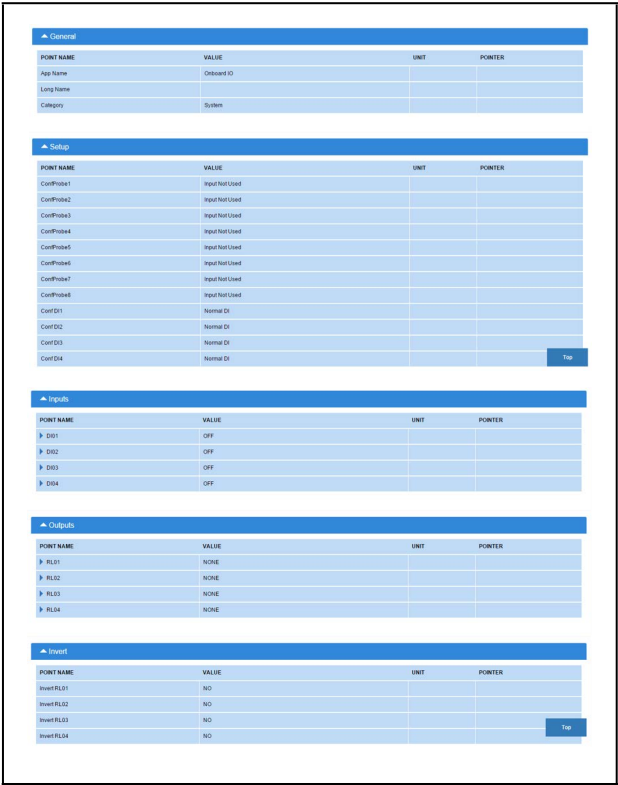 General
POINT NAME VALUE UNIT POINTER
App Name Onboard IO
Long Name
Category System
Setup
POINT NAME VALUE UNIT POINTER
ConfProbe1 Input Not Used
ConfProbe2 Input Not Used
ConfProbe3 Input Not Used
ConfProbe4 Input Not Used
ConfProbe5 Input Not Used
ConfProbe6 Input Not Used
ConfProbe7 Input Not Used
ConfProbe8 Input Not Used
Conf DI1 Normal DI
Conf DI2 Normal DI
Conf DI3 Normal DI
Conf DI4 Normal DI Top
Inputs
POINT NAME VALUE UNIT POINTER
DI01 OFF
DI02 OFF
DI03 OFF
DI04 OFF
Outputs
POINT NAME VALUE UNIT POINTER
RL01 NONE
RL02 NONE
RL03 NONE
RL04 NONE
Invert
POINT NAME VALUE UNIT POINTER
Invert RL01 NO
Invert RL02 NO
Invert RL03 NO
Top
Invert RL04 NO